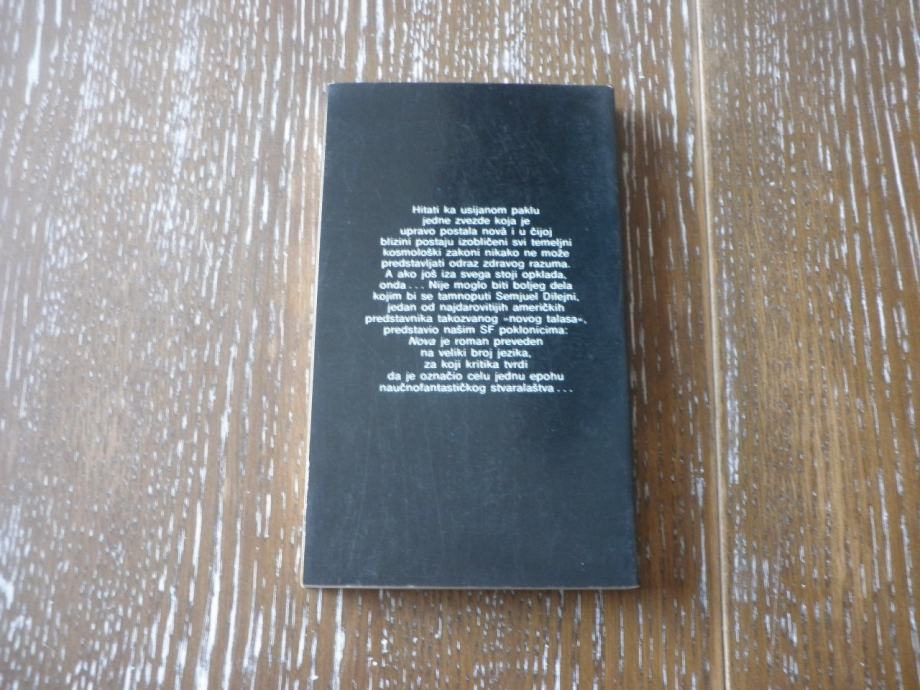 Hitati ka usijanom paklu
jedne zvezde koja je
upravo postala novâ i u čijoj
blizini postaju izobličeni svi temeljni
kosmološki zakoni nikako ne može
predstavljati odraz zdravog razuma.
A ako još iza svega stoji opklada,
onda... Nije moglo biti boljeg dela
kojim bi se tamnoputi Semjuel Dilejni,
jedan od najdarovitijih američkih
predstavnika takozvanog »novog talasa«,
predstavio našim SF poklonicima:
Nova je roman preveden
na veliki broj jezika,
za koji kritika tvrdi
da je označio celu jednu epohu
naučnofantastičkog stvaralaštva...